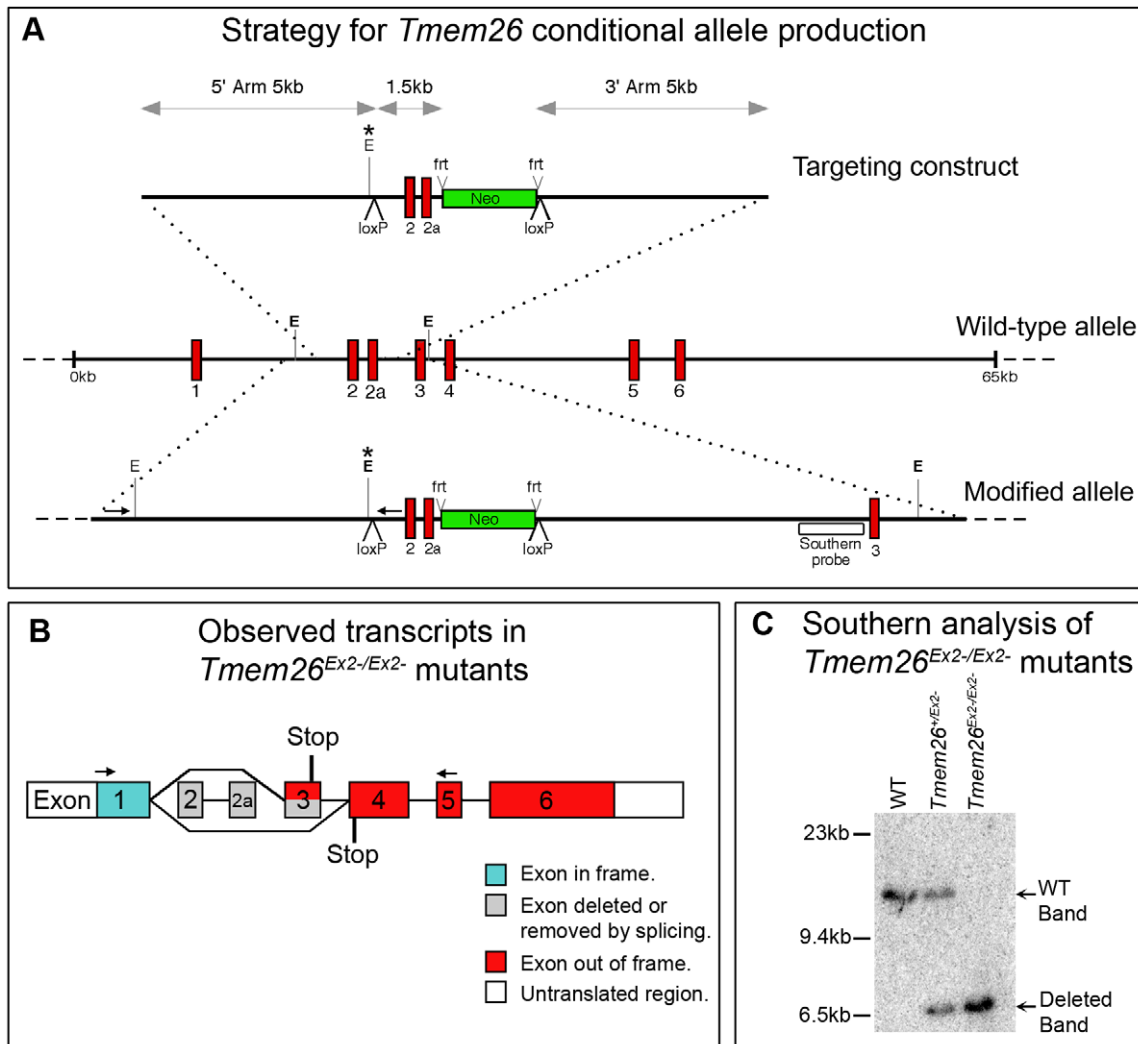 A
Strategy for Tmem26 conditional allele production
5' Arm 5kb
1.5kb
3' Arm 5kb
*
E
frt
frt
Targeting construct
Neo
loxP
2
2a
loxP
E
E
Wild-type allele
0kb
1
2
2a
3
4
5
6
65kb
*
E
E
frt
frt
E
Modified allele
Neo
loxP
2
2a
loxP
Southern
probe
3
B
Observed transcripts in
Tmem26Ex2-/Ex2- mutants
Stop
Exon
1
2
2a
3
4
5
6
Stop
Exon in frame.
Exon deleted or
removed by splicing.
Exon out of frame.
Untranslated region.
C
Southern analysis of
Tmem26Ex2-/Ex2- mutants
WT
Tmem26+/Ex2-
Tmem26Ex2-/Ex2-
23kb
WT
Band
9.4kb
6.5kb
Deleted
Band